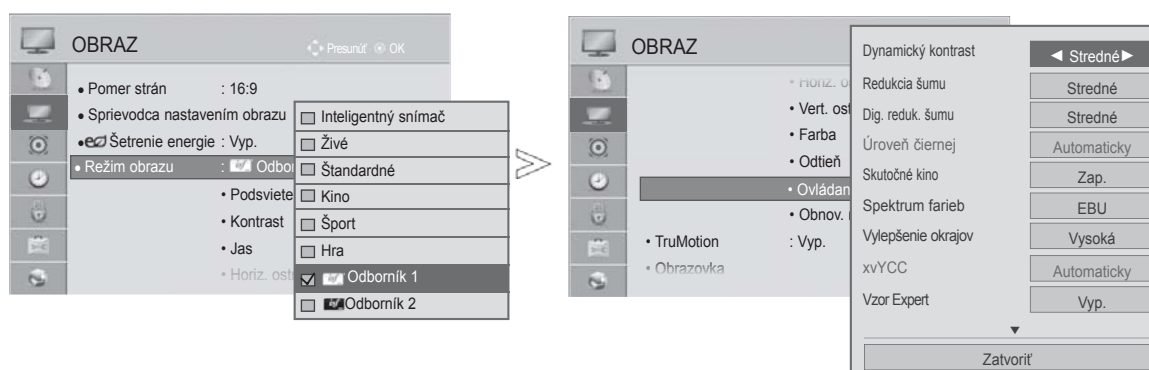 OBRAZ
Presunúť OK
• Pomer strán : 16:9
• Sprievodca nastavením obrazu
• eco Šetrenie energie : Vyp.
• Režim obrazu : Odbor
• Podsviete
• Kontrast
• Jas
• Horiz. ost
Inteligentný snímač
Živé
Štandardné
Kino
Šport
Hra
Odborník 1
Odborník 2
>>
OBRAZ
• Horiz. o
• Vert. ost
• Farba
• Odtieň
• Ovládan
• Obnov.
• TruMotion : Vyp.
• Obrazovka
Dynamický kontrast ◄ Stredné►
Redukcia šumu Stredné
Dig. reduk. šumu Stredné
Úroveň čiernej Automaticky
Skutočné kino Zap.
Spektrum farieb EBU
Vylepšenie okrajov Vysoká
xvYCC Automaticky
Vzor Expert Vyp.
▼
Zatvoriť